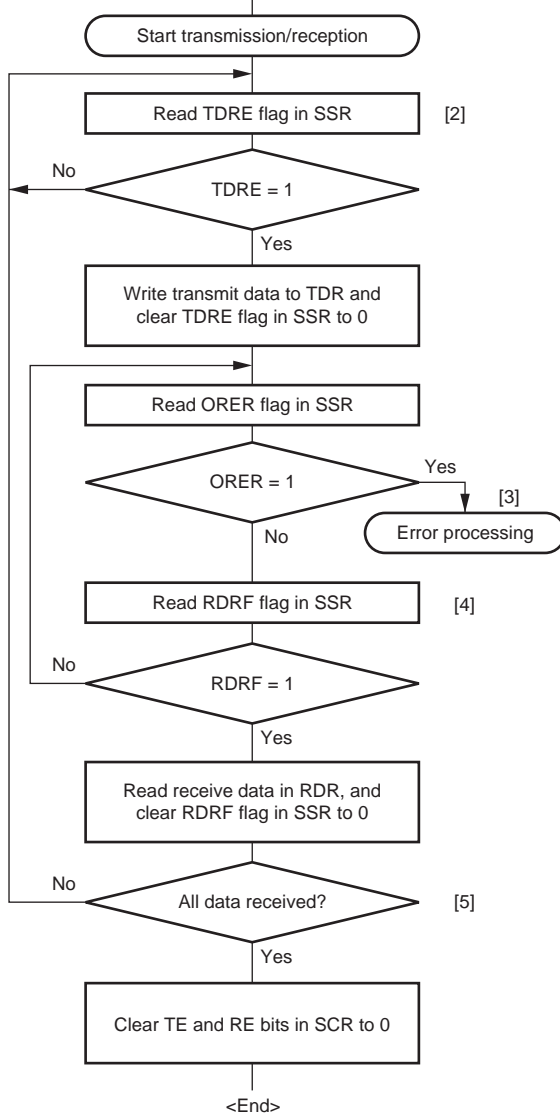 Start transmission/reception
Read TDRE flag in SSR [2]
No
TDRE = 1
Yes
Write transmit data to TDR and
clear TDRE flag in SSR to 0
Read ORER flag in SSR
Yes
ORER = 1
[3]
No
Error processing
Read RDRF flag in SSR [4]
No
RDRF = 1
Yes
Read receive data in RDR, and
clear RDRF flag in SSR to 0
No
All data received? [5]
Yes
Clear TE and RE bits in SCR to 0
<End>